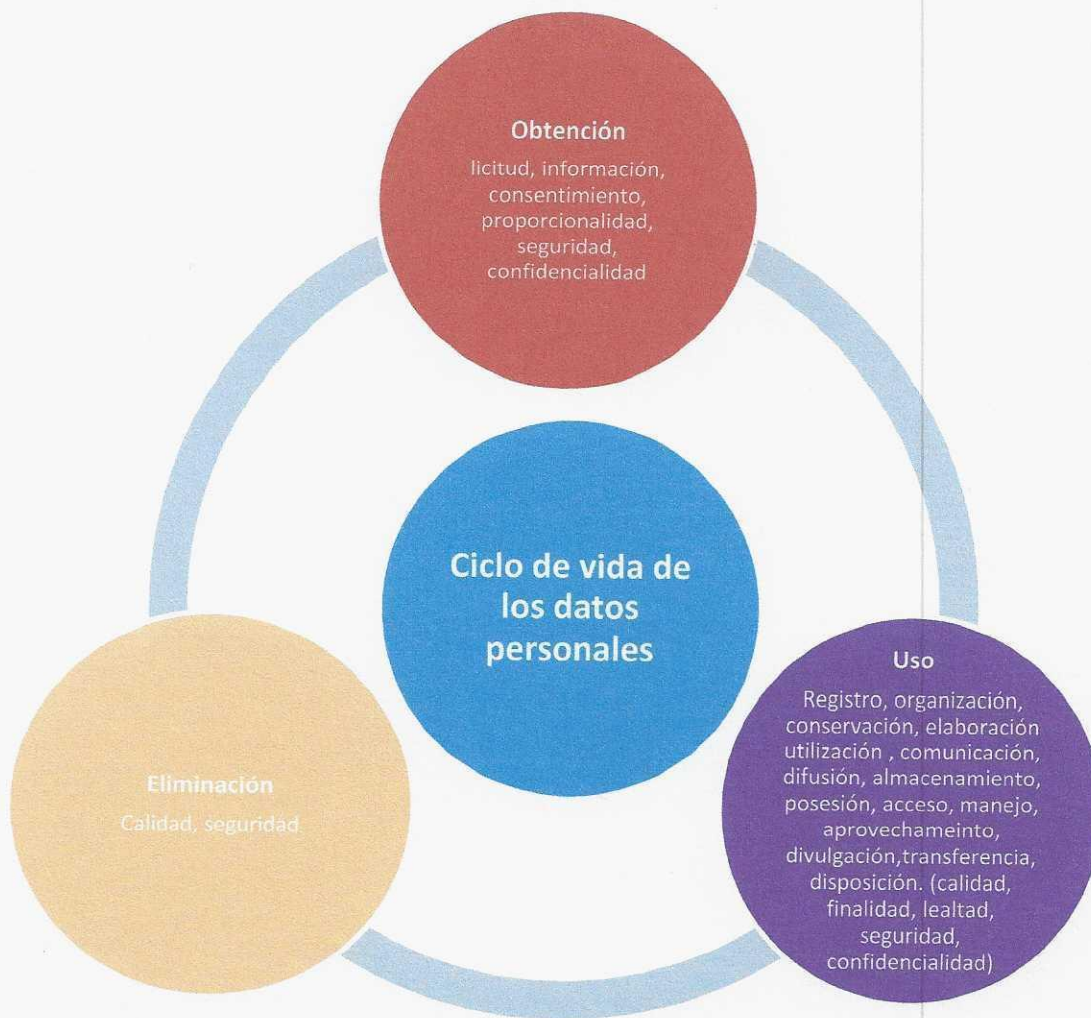 Obtención
licitud, información,
consentimiento,
proporcionalidad,
seguridad,
confidencialidad
Ciclo de vida de
los datos
personales
Uso
Registro, organización,
conservación, elaboración
utilización , comunicación,
difusión, almacenamiento,
posesión, acceso, manejo,
aprovechameinto,
divulgación,transferencia,
disposición. (calidad,
finalidad, lealtad,
seguridad,
confidencialidad)
Eliminación
Calidad, seguridad